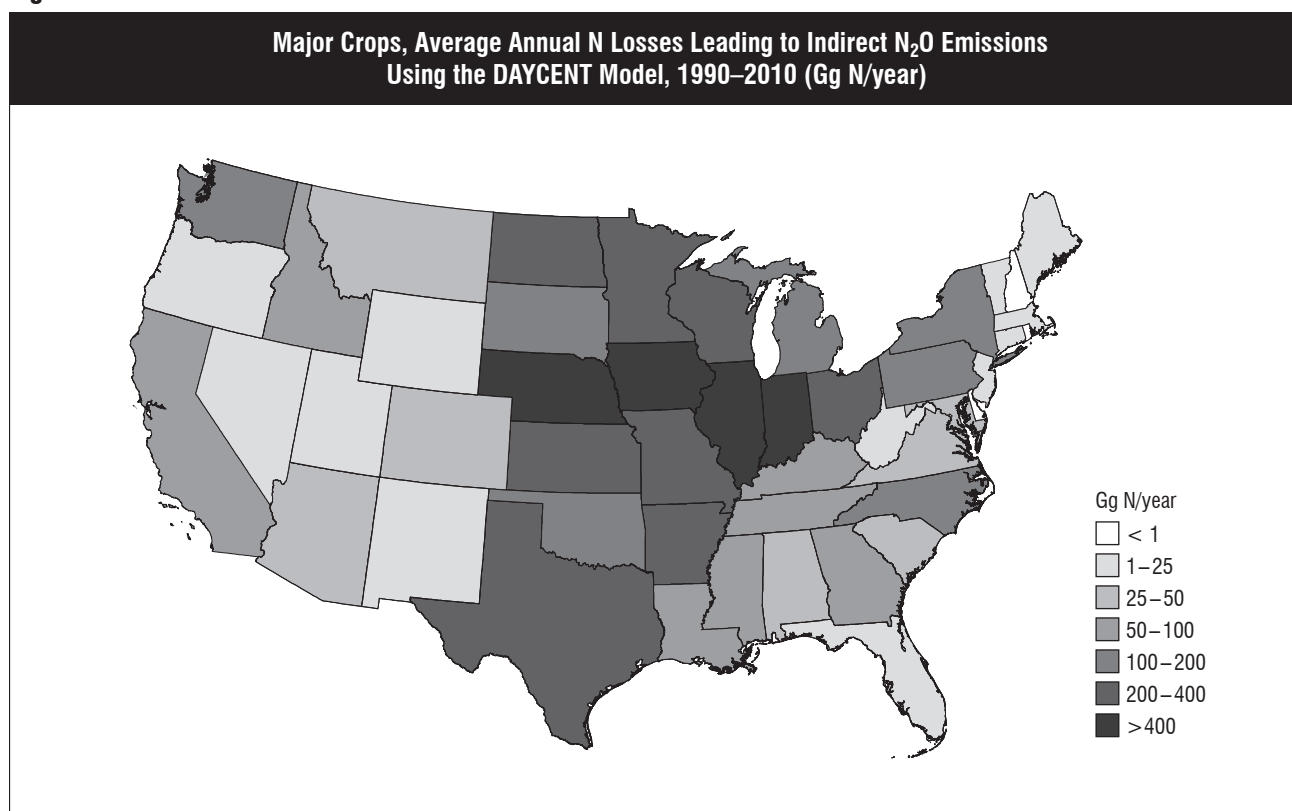 Major Crops, Average Annual N Losses Leading to Indirect N₂O Emissions
Using the DAYCENT Model, 1990–2010 (Gg N/year)
Gg N/year
< 1
1–25
25–50
50–100
100–200
200–400
>400